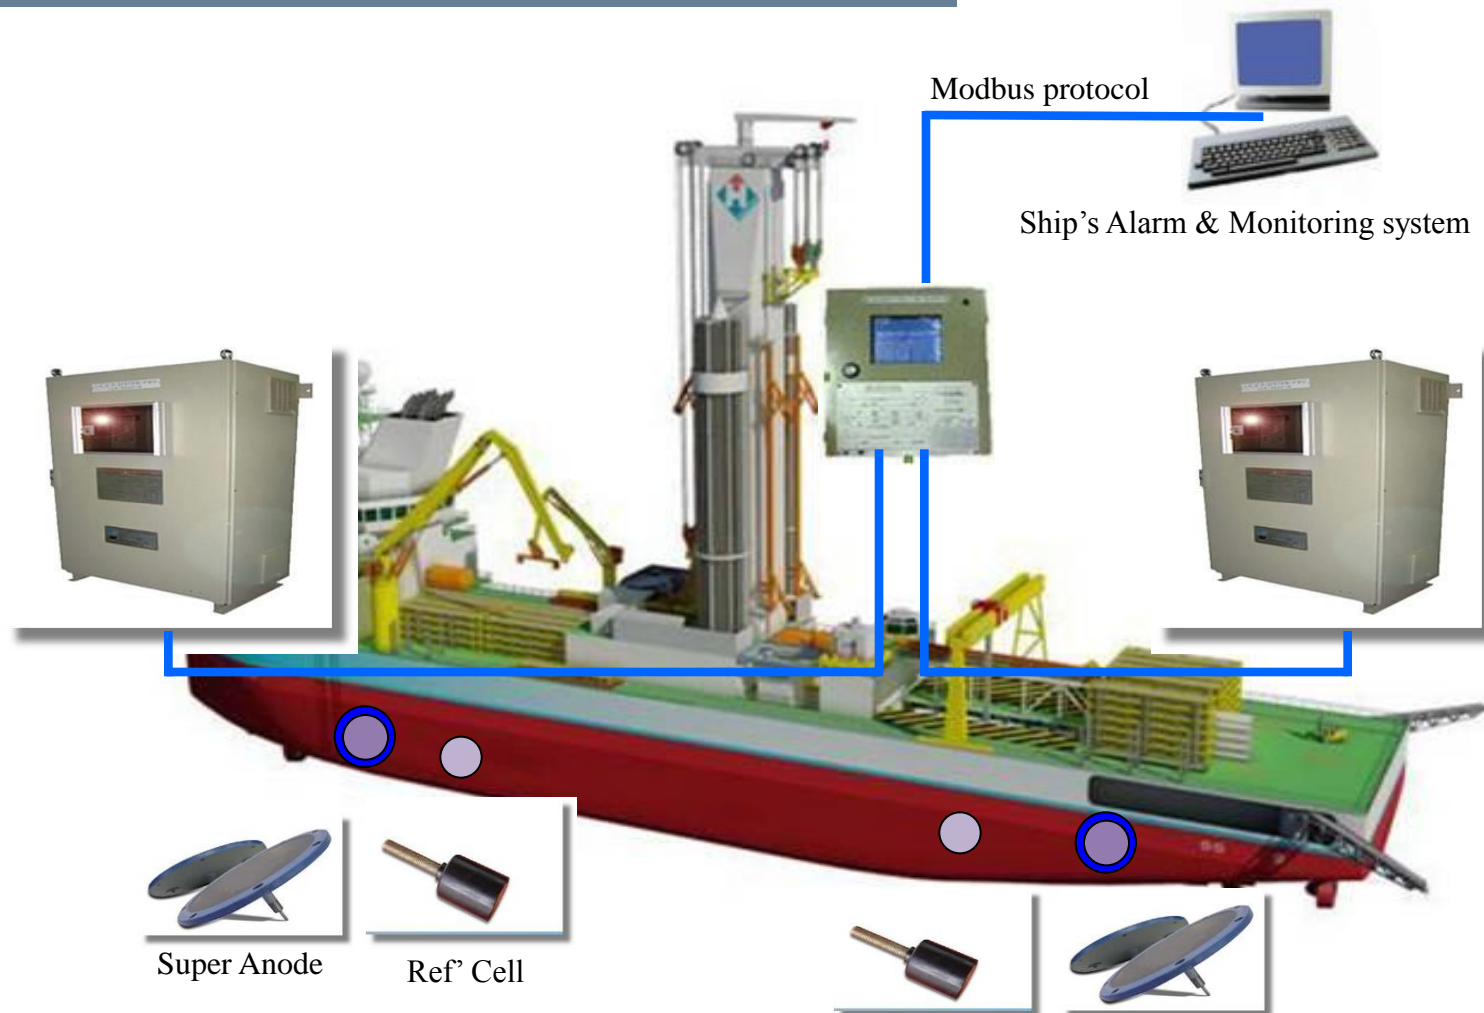 Modbus protocol
Ship’s Alarm & Monitoring system
Super Anode
Ref’ Cell